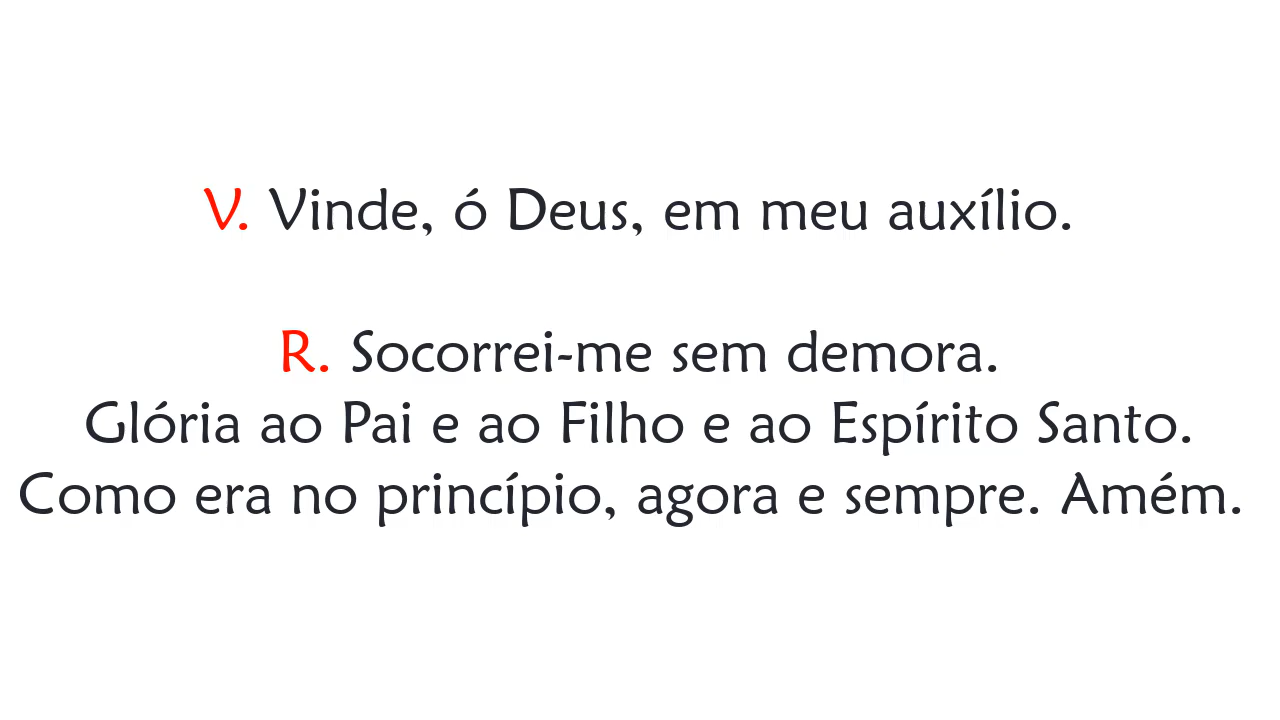 V. Vinde, ó Deus, em meu auxílio.
R. Socorrei-me sem demora.
Glória ao Pai e ao Filho e ao Espírito Santo.
Como era no princípio, agora e sempre. Amém.